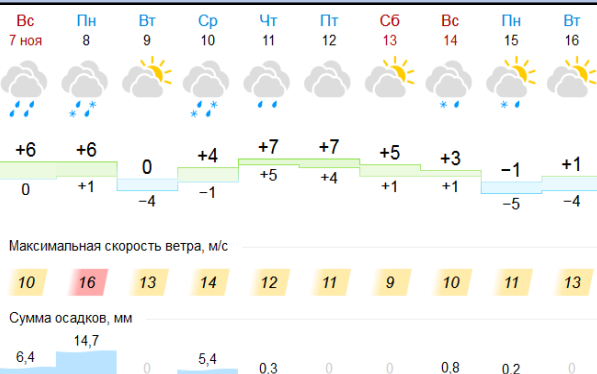 Вс Пн Вт Ср Чт Пт Сб Вс Пн Вт
7 ноя 8 9 10 11 12 13 14 15 16
+6 +6 0 +4 +7 +7 +5 +3 −1 +1
0 +1 −4 −1 +5 +4 +1 +1 −5 −4
Максимальная скорость ветра, м/с
10 16 13 14 12 11 9 10 11 13
Сумма осадков, мм
6,4 14,7 0 5,4 0,3 0 0 0,8 0,2 0